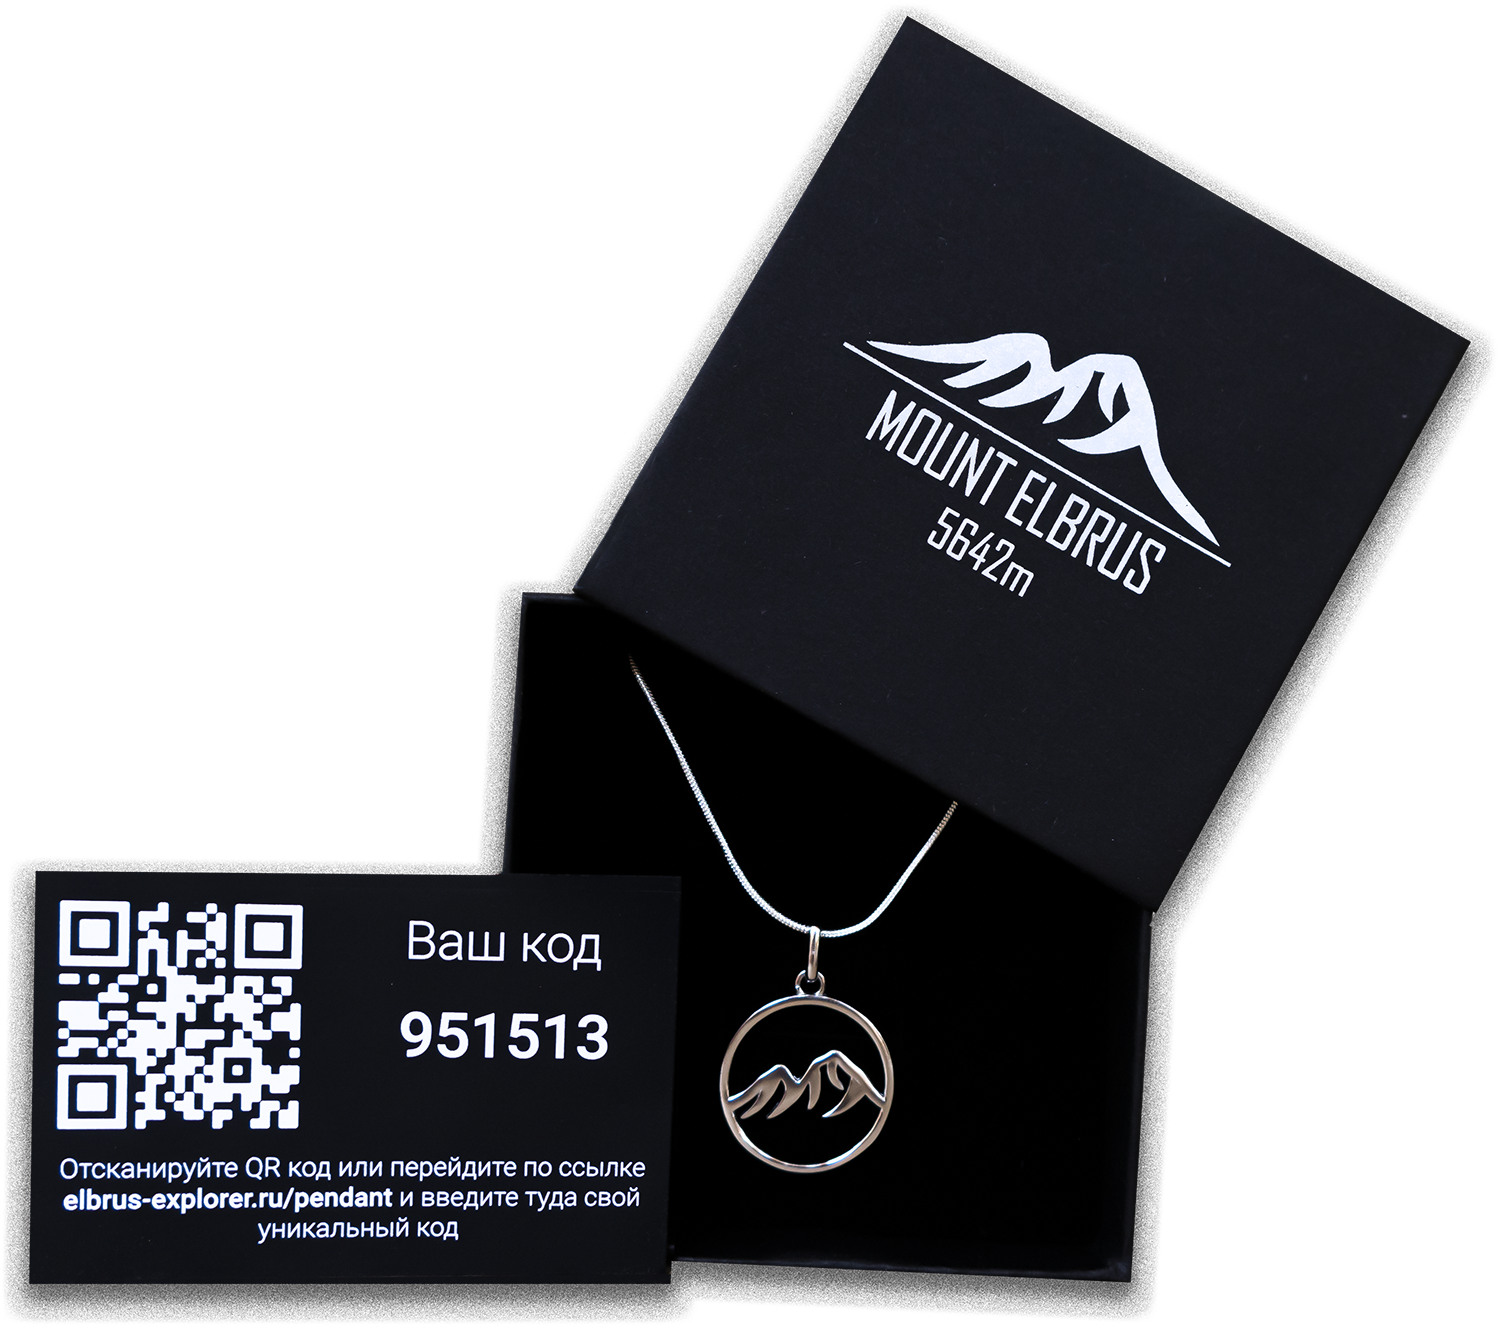 MOUNT ELBRUS
5642m
Ваш код
951513
Отсканируйте QR код или перейдите по ссылке
elbrus-explorer.ru/pendant и введите туда свой
уникальный код